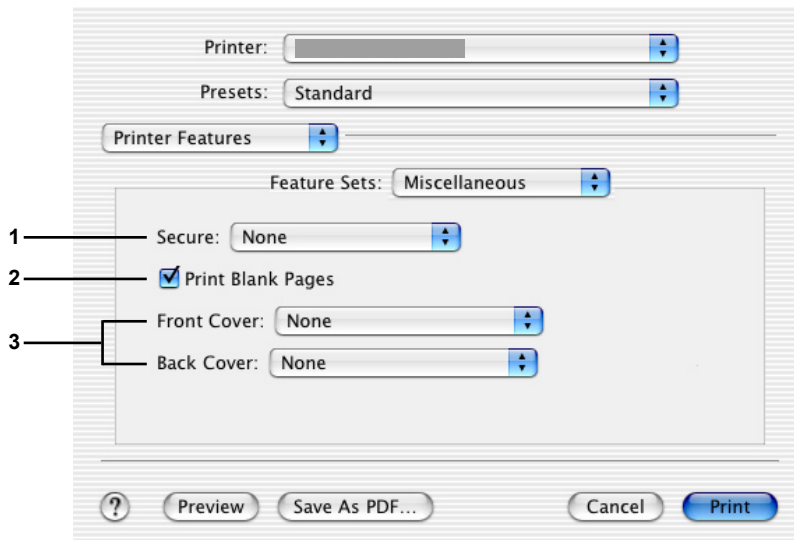 Printer:
Presets: Standard
Printer Features
Feature Sets: Miscellaneous
1 Secure: None
2 Print Blank Pages
3 Front Cover: None
Back Cover: None
? Preview Save As PDF... Cancel Print